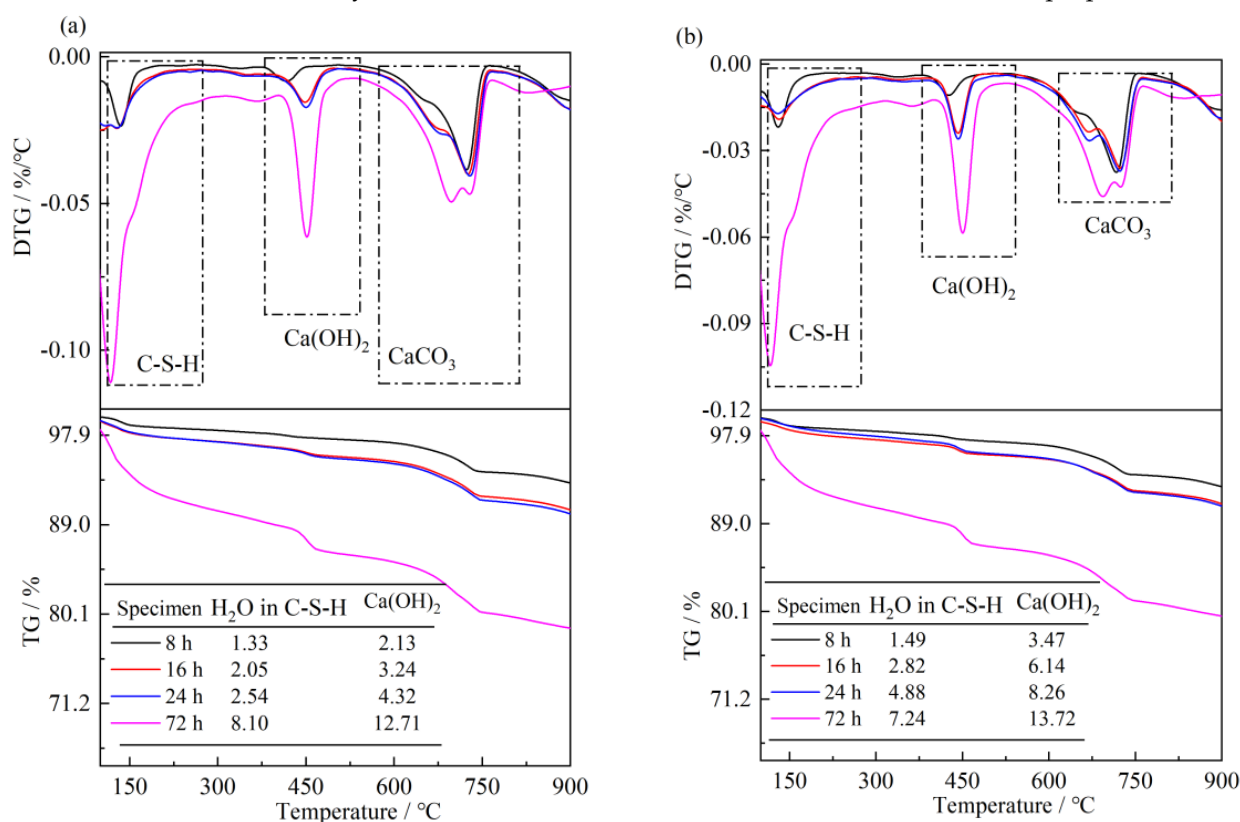 (a)
0.00
-0.05
-0.10
DTG / %/°C
C-S-H
Ca(OH)2
CaCO3
97.9
89.0
80.1
71.2
TG / %
Specimen H2O in C-S-H Ca(OH)2
8 h 1.33 2.13
16 h 2.05 3.24
24 h 2.54 4.32
72 h 8.10 12.71
150 300 450 600 750 900
Temperature / °C
(b)
0.00
-0.03
-0.06
-0.09
-0.12
DTG / %/°C
C-S-H
Ca(OH)2
CaCO3
97.9
89.0
80.1
71.2
TG / %
Specimen H2O in C-S-H Ca(OH)2
8 h 1.49 3.47
16 h 2.82 6.14
24 h 4.88 8.26
72 h 7.24 13.72
150 300 450 600 750 900
Temperature / °C